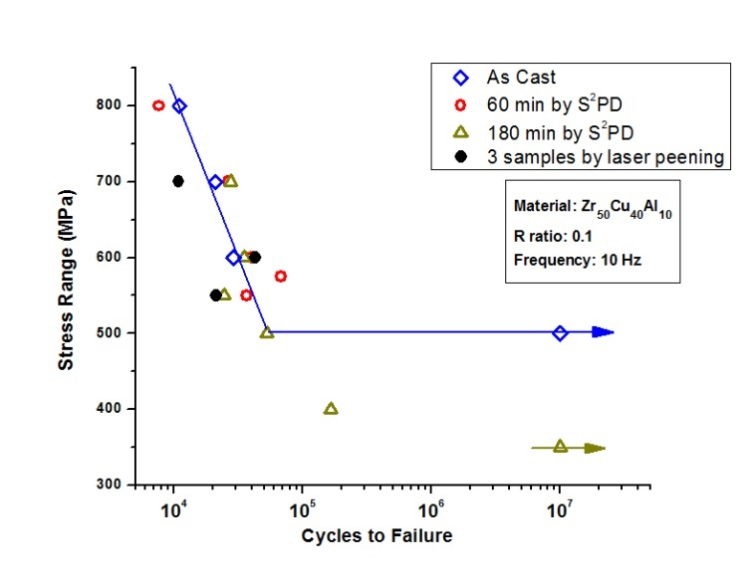 As Cast
60 min by S²PD
180 min by S²PD
3 samples by laser peening
Material: Zr₅₀Cu₄₀Al₁₀
R ratio: 0.1
Frequency: 10 Hz
Stress Range (MPa)
800
700
600
500
400
300
10⁴ 10⁵ 10⁶ 10⁷
Cycles to Failure